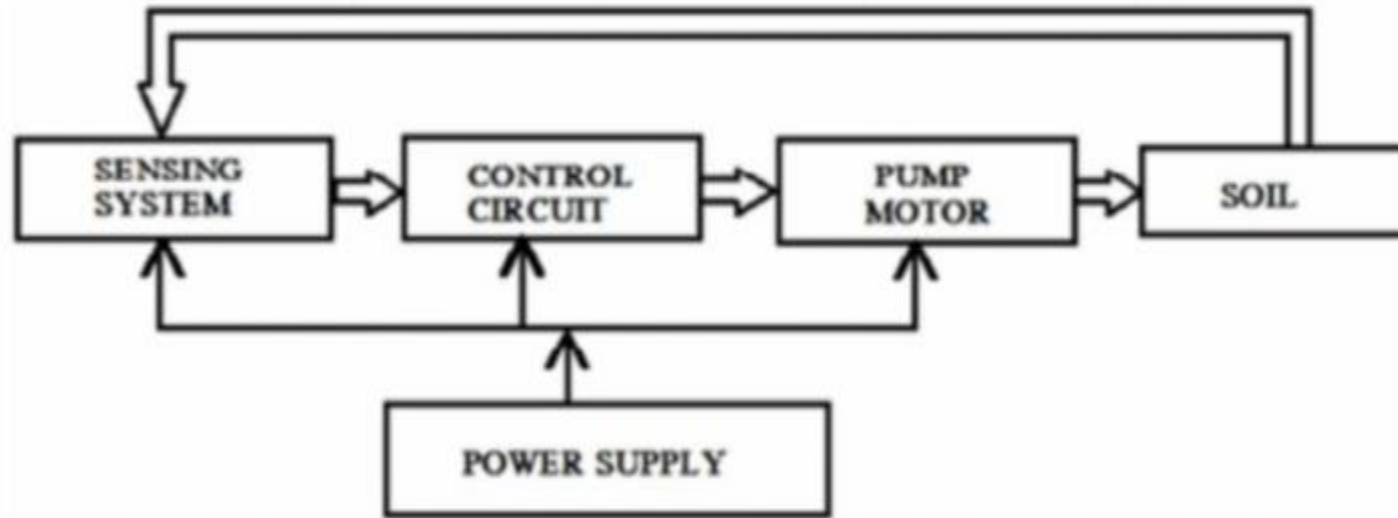 SENSING
SYSTEM
CONTROL
CIRCUIT
PUMP
MOTOR
SOIL
POWER SUPPLY